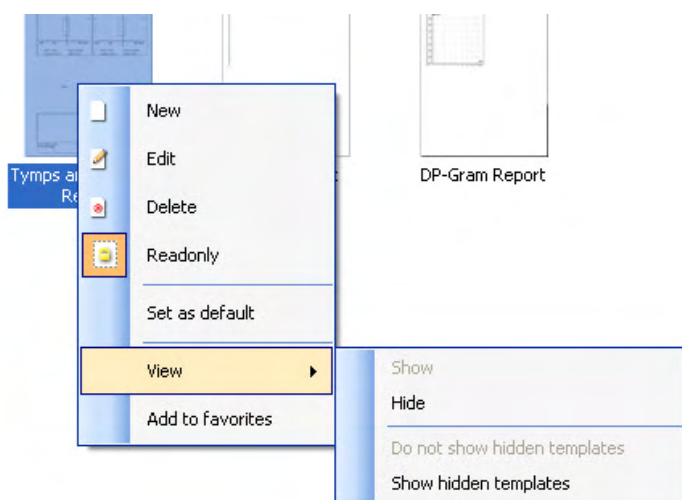 Tymps a
Re
DP-Gram Report
New
Edit
Delete
Readonly
Set as default
View
Add to favorites
Show
Hide
Do not show hidden templates
Show hidden templates